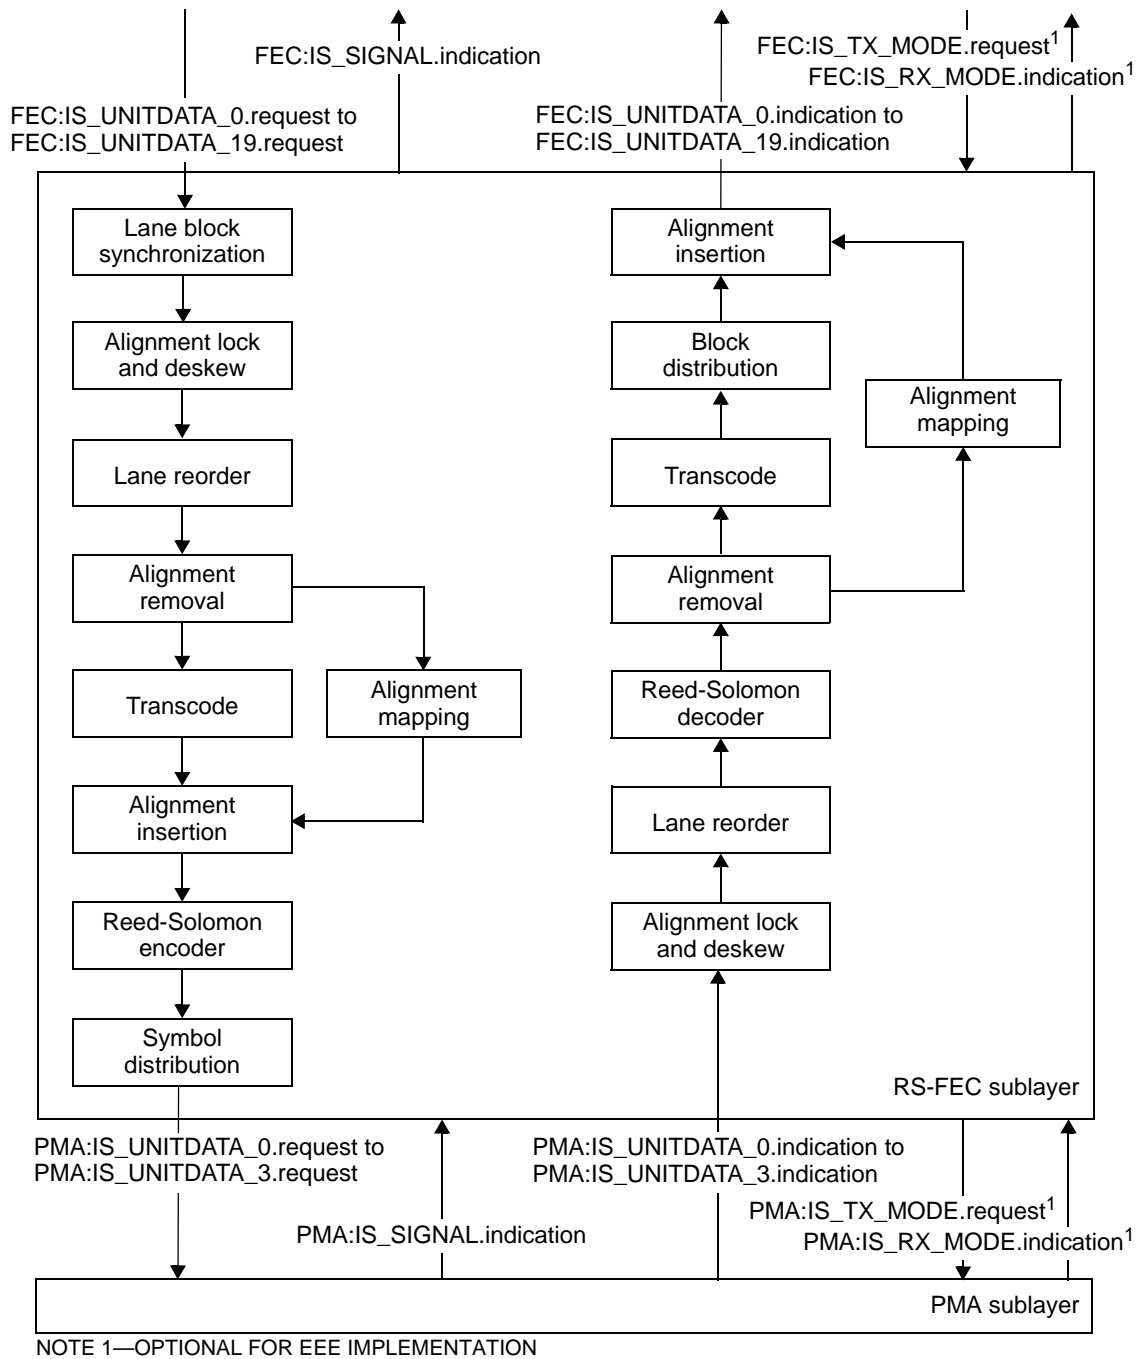 FEC:IS_SIGNAL.indication
FEC:IS_TX_MODE.request1
FEC:IS_RX_MODE.indication1
FEC:IS_UNITDATA_0.request to
FEC:IS_UNITDATA_19.request
FEC:IS_UNITDATA_0.indication to
FEC:IS_UNITDATA_19.indication
Lane block
synchronization
Alignment lock
and deskew
Lane reorder
Alignment
removal
Transcode
Alignment
mapping
Alignment
insertion
Reed-Solomon
encoder
Symbol
distribution
Alignment
insertion
Block
distribution
Alignment
mapping
Transcode
Alignment
removal
Reed-Solomon
decoder
Lane reorder
Alignment lock
and deskew
RS-FEC sublayer
PMA:IS_UNITDATA_0.request to
PMA:IS_UNITDATA_3.request
PMA:IS_UNITDATA_0.indication to
PMA:IS_UNITDATA_3.indication
PMA:IS_SIGNAL.indication
PMA:IS_TX_MODE.request1
PMA:IS_RX_MODE.indication1
PMA sublayer
NOTE 1—OPTIONAL FOR EEE IMPLEMENTATION